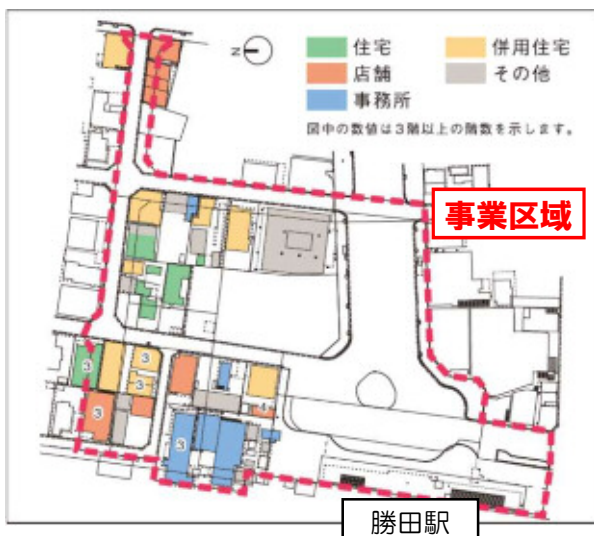 N
住宅
店舗
事務所
併用住宅
その他
図中の数値は3階以上の階数を示します。
事業区域
3
3
3
3
3
4
勝田駅